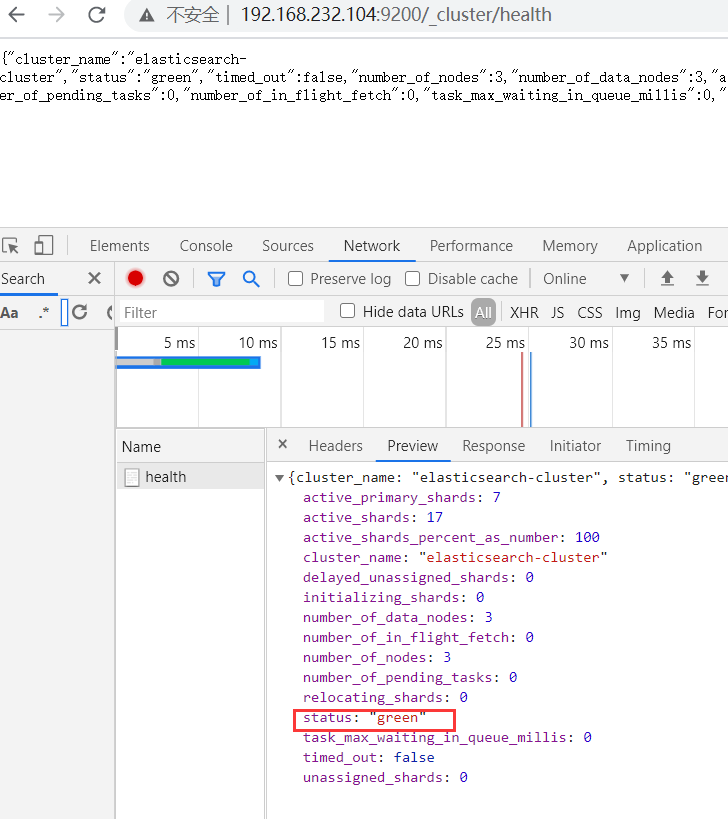 不安全 192.168.232.104:9200/_cluster/health
{"cluster_name":"elasticsearch-
cluster","status":"green","timed_out":false,"number_of_nodes":3,"number_of_data_nodes":3,"a
er_of_pending_tasks":0,"number_of_in_flight_fetch":0,"task_max_waiting_in_queue_millis":0,"
Elements Console Sources Network Performance Memory Application
Search Preserve log Disable cache Online
Aa .* Filter Hide data URLs All XHR JS CSS Img Media For
5 ms 10 ms 15 ms 20 ms 25 ms 30 ms 35 ms
Name × Headers Preview Response Initiator Timing
health
{cluster_name: "elasticsearch-cluster", status: "green
active_primary_shards: 7
active_shards: 17
active_shards_percent_as_number: 100
cluster_name: "elasticsearch-cluster"
delayed_unassigned_shards: 0
initializing_shards: 0
number_of_data_nodes: 3
number_of_in_flight_fetch: 0
number_of_nodes: 3
number_of_pending_tasks: 0
relocating_shards: 0
status: "green"
task_max_waiting_in_queue_millis: 0
timed_out: false
unassigned_shards: 0